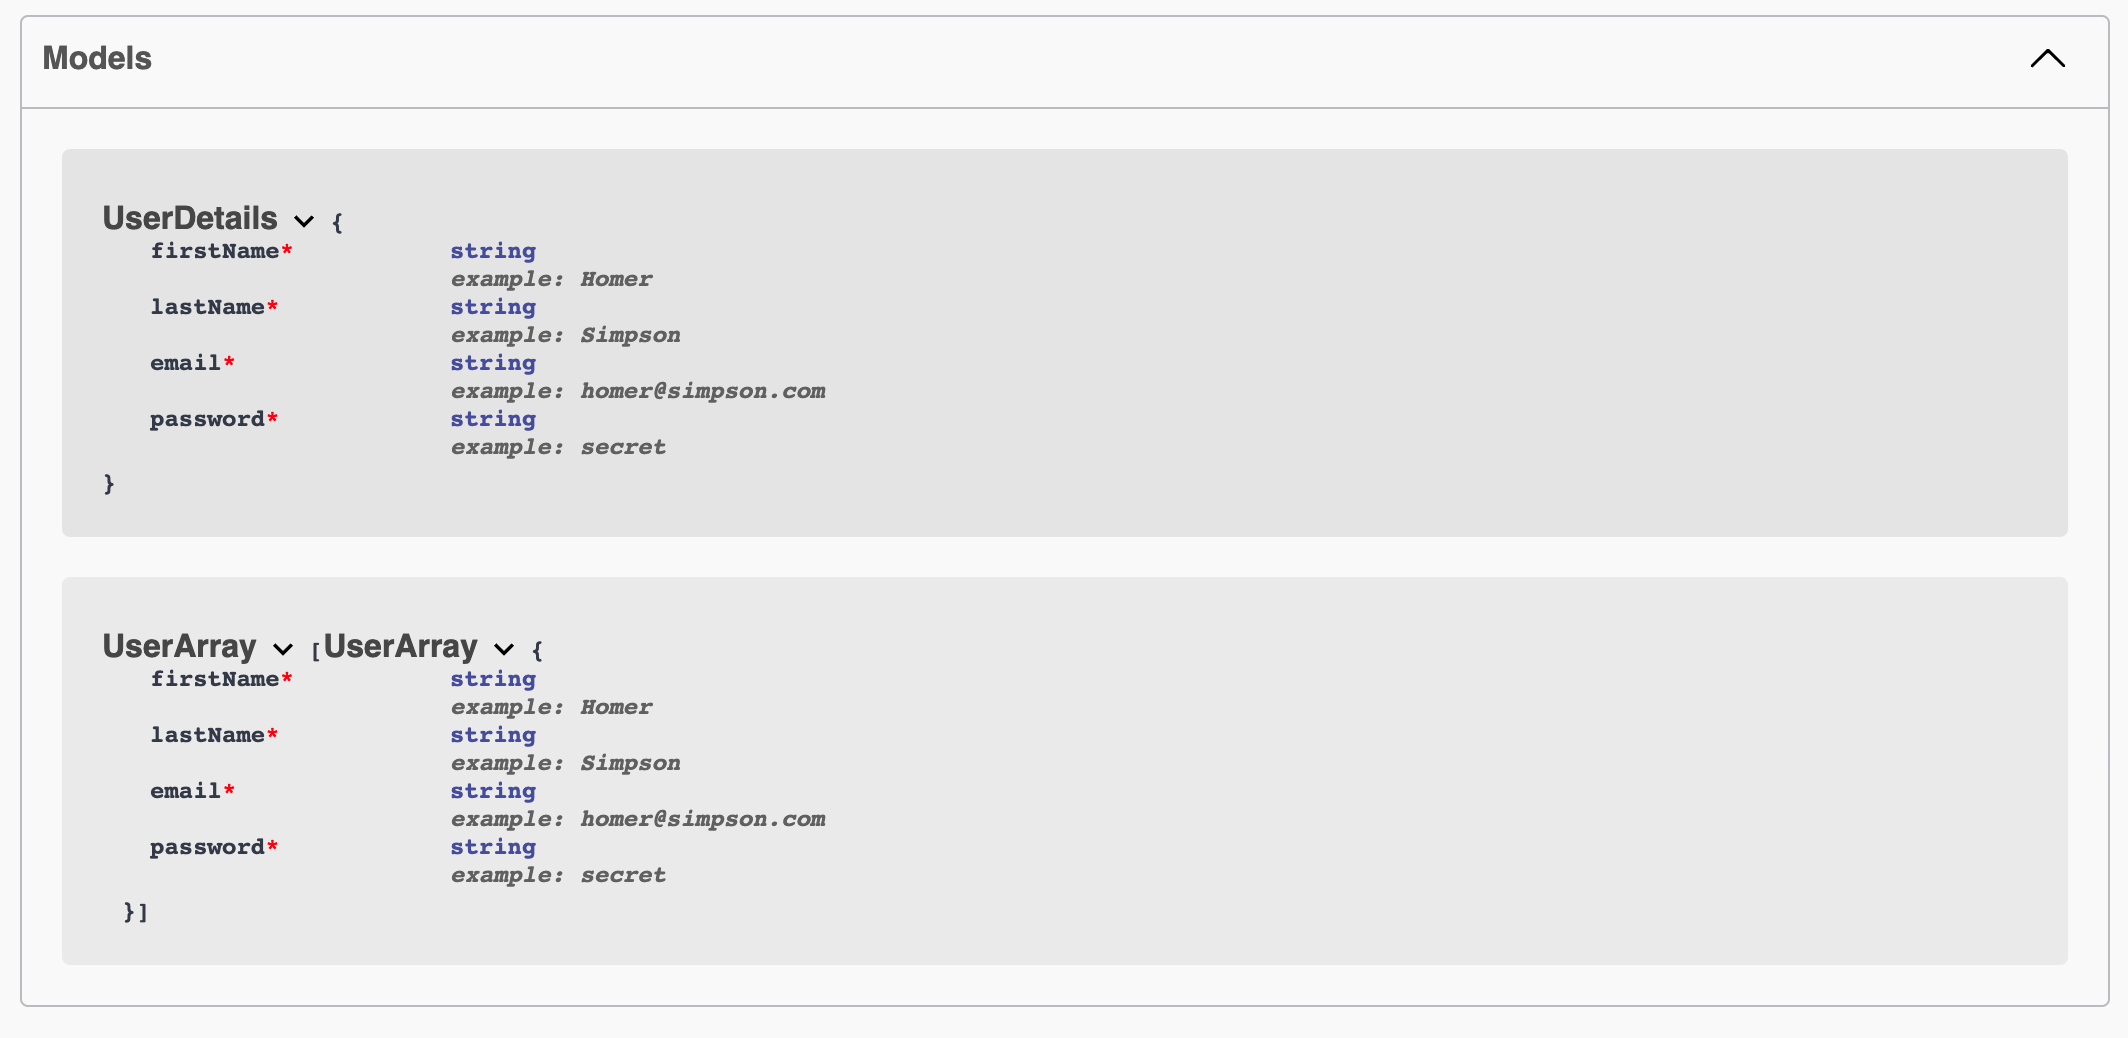 Models
UserDetails {
firstName* string
example: Homer
lastName* string
example: Simpson
email* string
example: homer@simpson.com
password* string
example: secret
}
UserArray [UserArray {
firstName* string
example: Homer
lastName* string
example: Simpson
email* string
example: homer@simpson.com
password* string
example: secret
}]